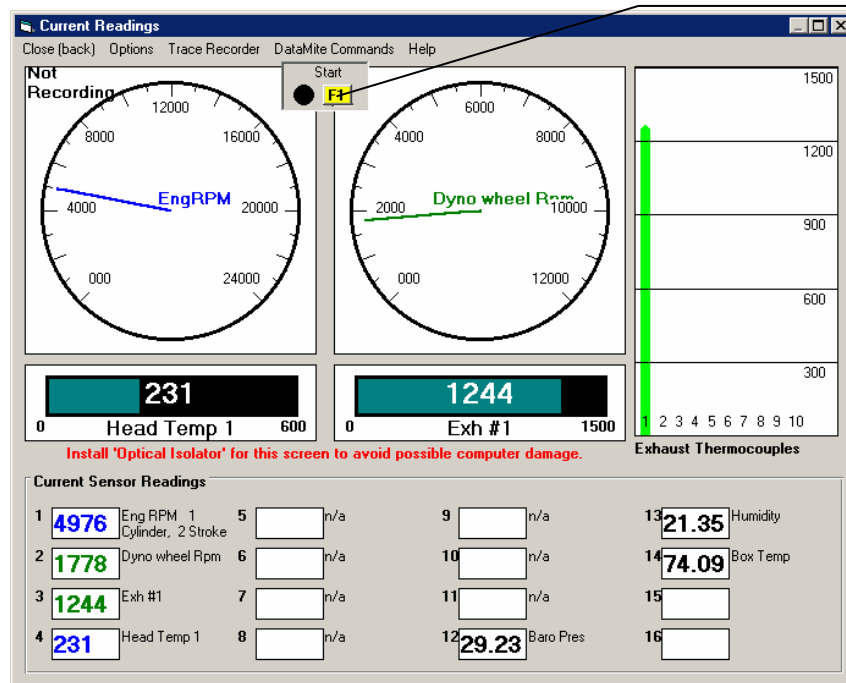 Current Readings
Close (back) Options Trace Recorder DataMite Commands Help
Not
Recording
Start
F1
12000
8000
16000
4000
EngRPM
20000
000
24000
6000
4000
8000
2000
Dyno wheel Rpm
10000
000
12000
1500
1200
900
600
300
1 2 3 4 5 6 7 8 9 10
Exhaust Thermocouples
231
0 Head Temp 1 600
1244
0 Exh #1 1500
Install 'Optical Isolator' for this screen to avoid possible computer damage.
Current Sensor Readings
1 4976 Eng RPM 1
Cylinder, 2 Stroke
5 n/a
9 n/a
13 21.35 Humidity
2 1778 Dyno wheel Rpm
6 n/a
10 n/a
14 74.09 Box Temp
3 1244 Exh #1
7 n/a
11 n/a
15
4 231 Head Temp 1
8 n/a
12 29.23 Baro Pres
16